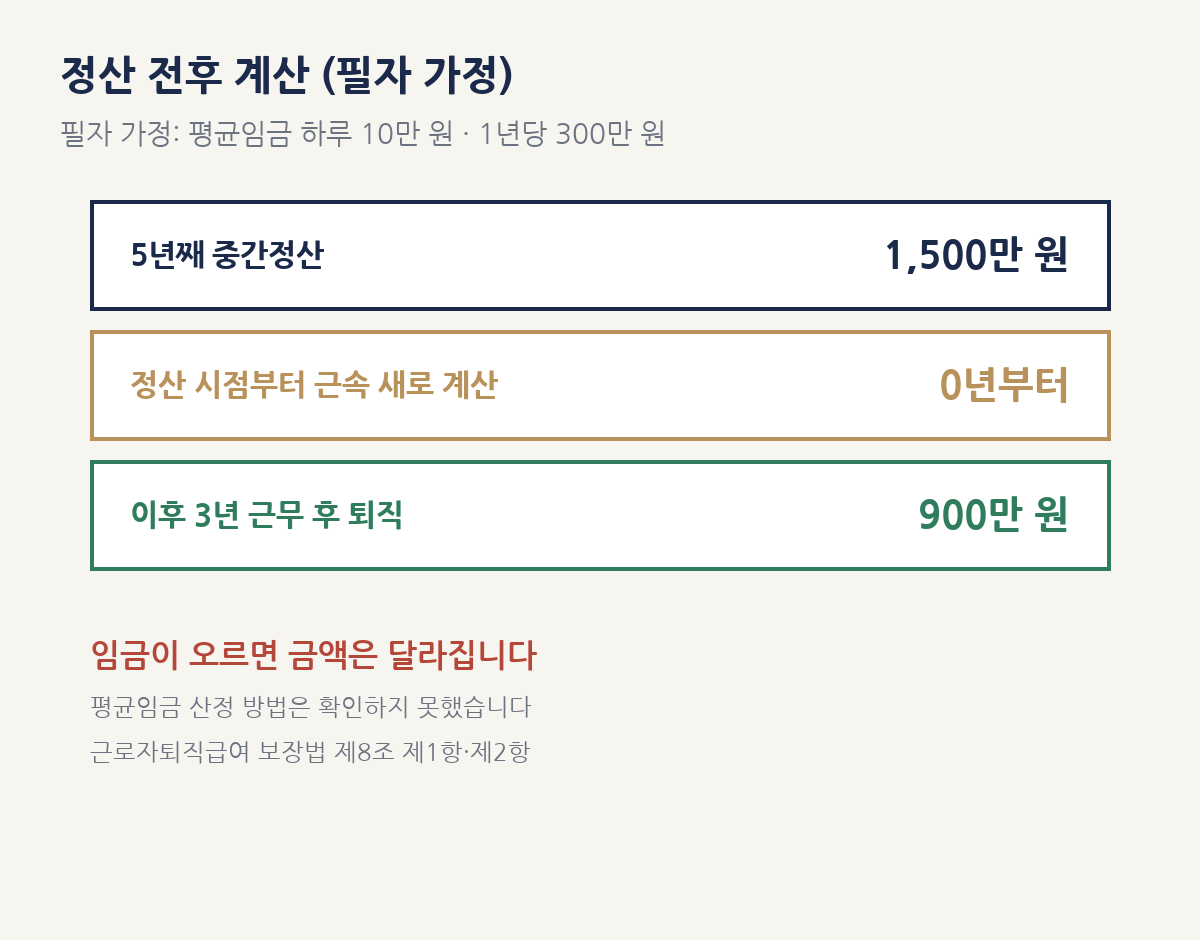 정산 전후 계산 (필자 가정)
필자 가정: 평균임금 하루 10만 원 · 1년당 300만 원
5년째 중간정산 1,500만 원
정산 시점부터 근속 새로 계산 0년부터
이후 3년 근무 후 퇴직 900만 원
임금이 오르면 금액은 달라집니다
평균임금 산정 방법은 확인하지 못했습니다
근로자퇴직급여 보장법 제8조 제1항·제2항